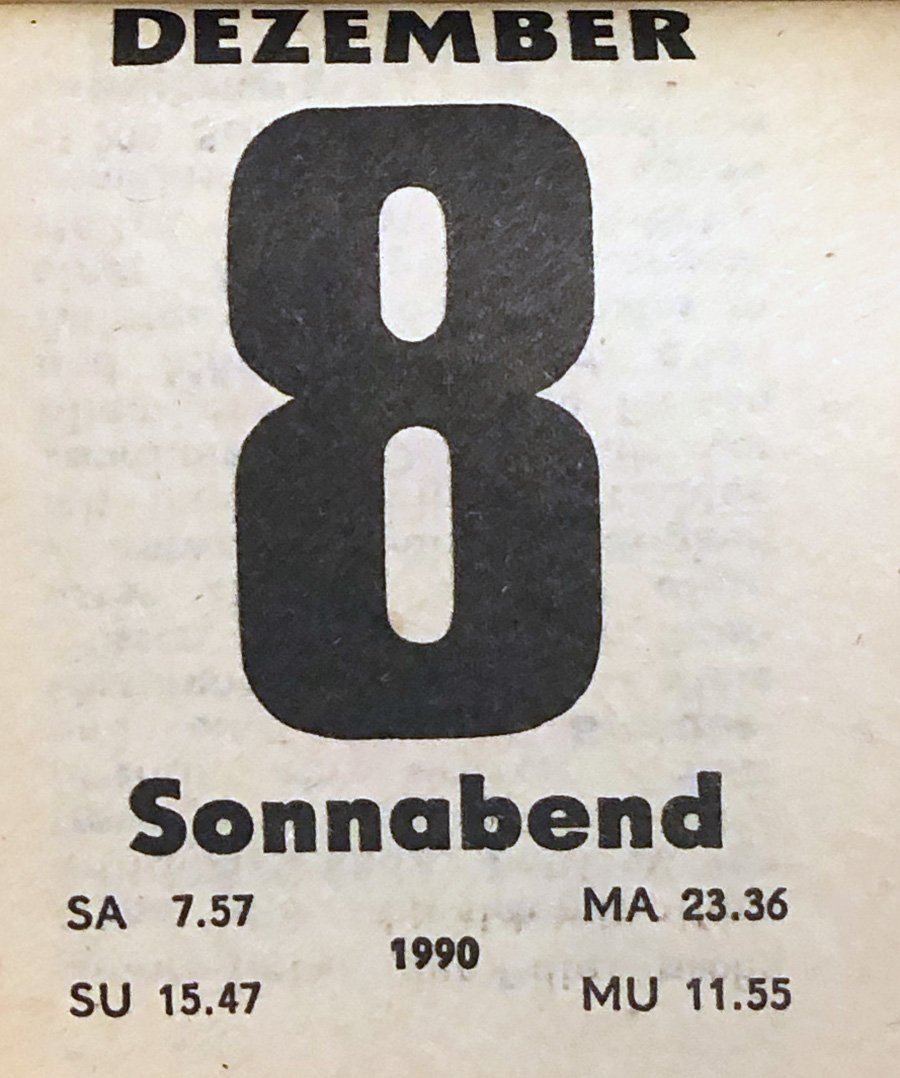 DEZEMBER
8
Sonnabend
SA 7.57 MA 23.36
1990
SU 15.47 MU 11.55